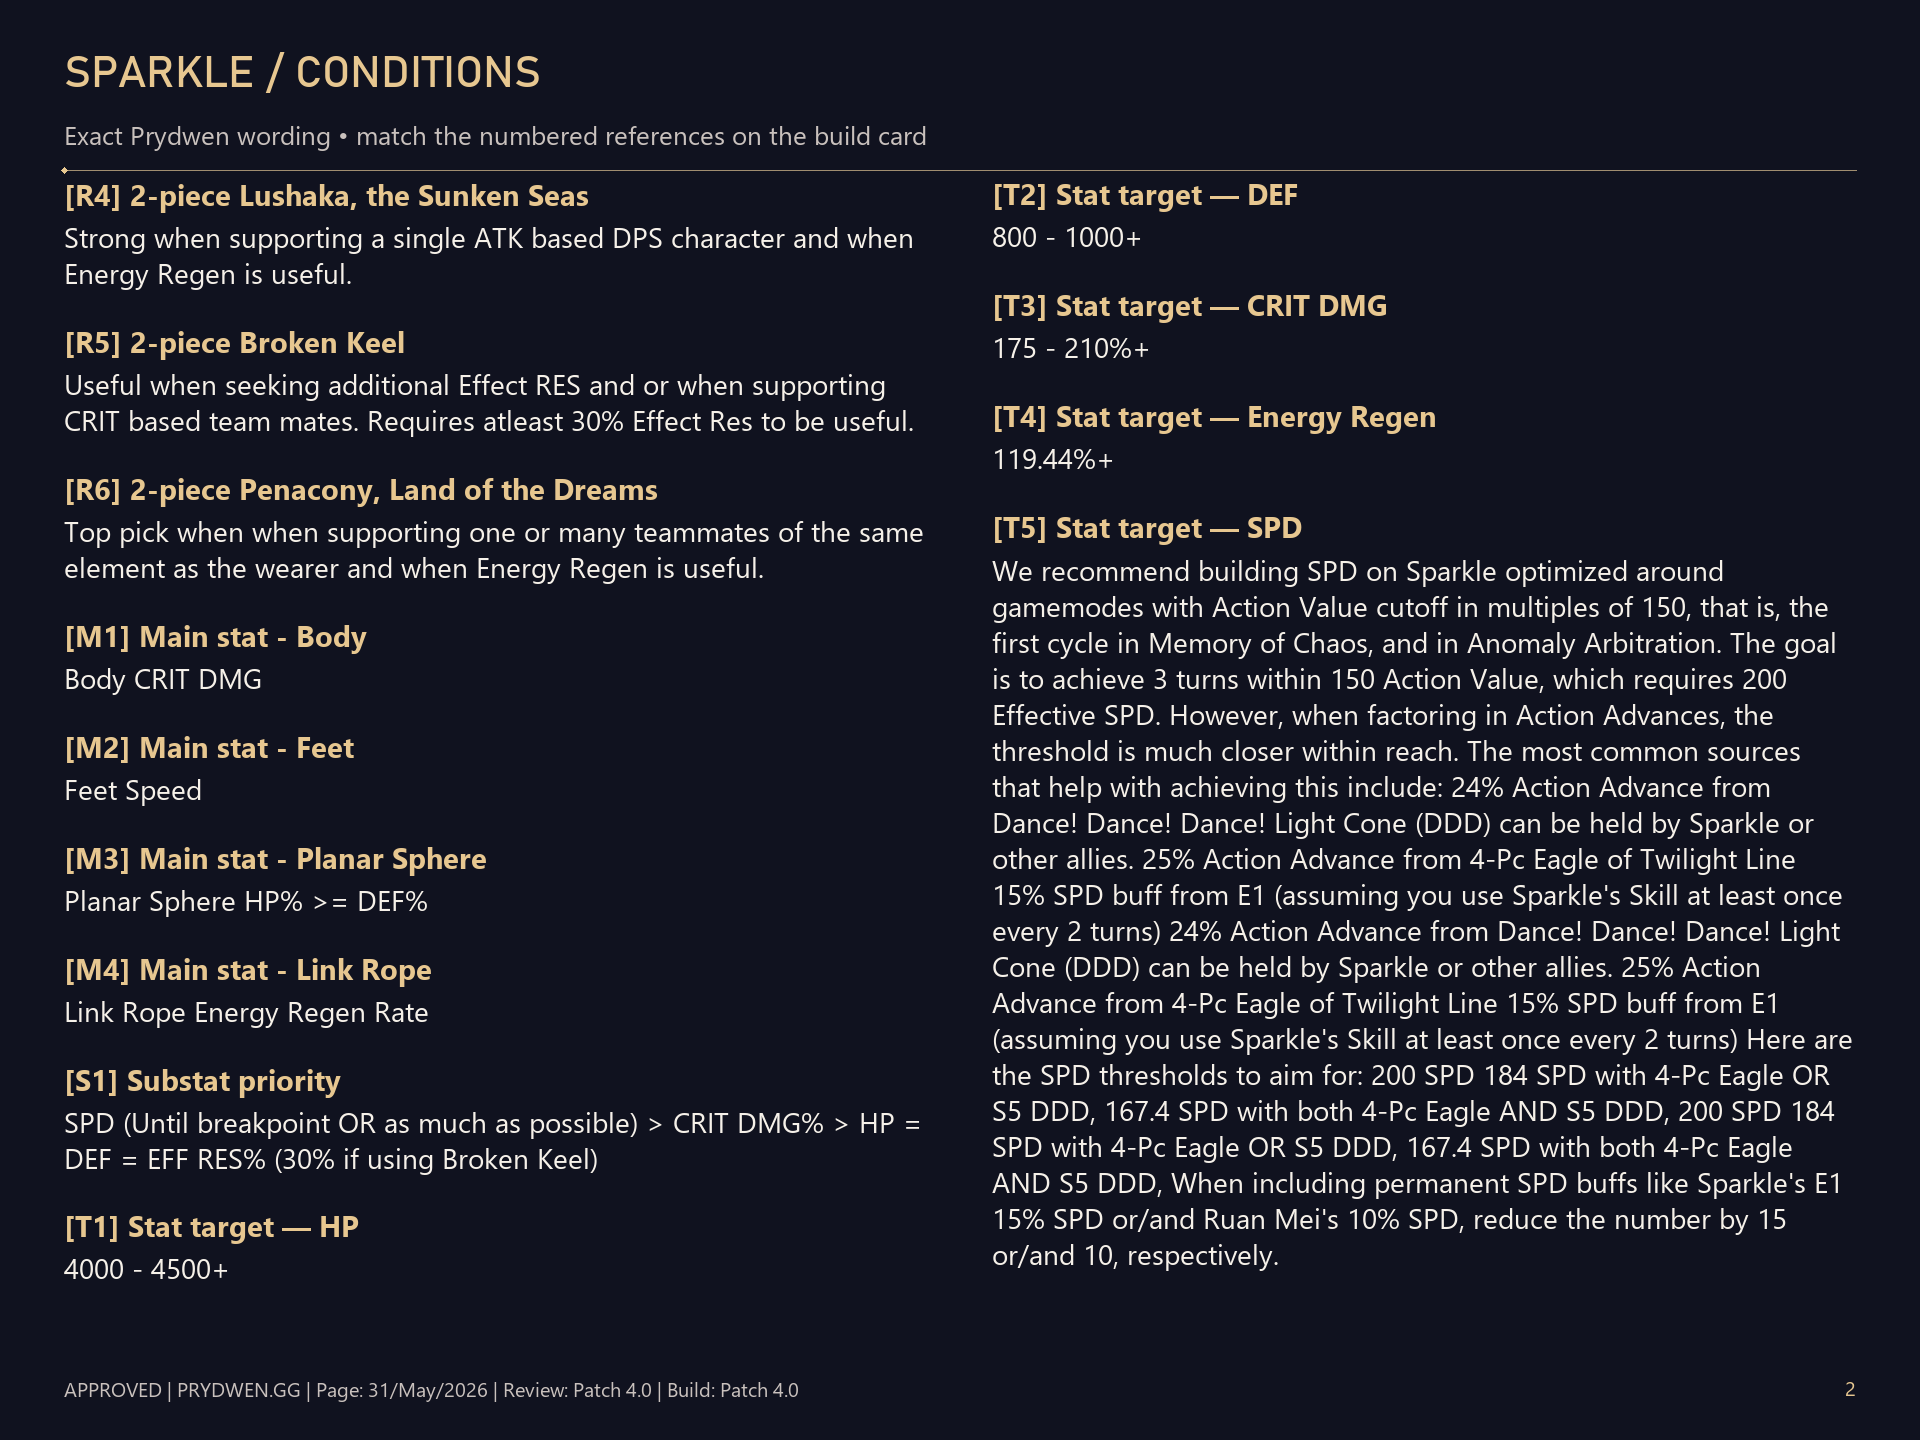 SPARKLE / CONDITIONS
Exact Prydwen wording • match the numbered references on the build card
[R4] 2-piece Lushaka, the Sunken Seas
Strong when supporting a single ATK based DPS character and when
Energy Regen is useful.
[R5] 2-piece Broken Keel
Useful when seeking additional Effect RES and or when supporting
CRIT based team mates. Requires atleast 30% Effect Res to be useful.
[R6] 2-piece Penacony, Land of the Dreams
Top pick when when supporting one or many teammates of the same
element as the wearer and when Energy Regen is useful.
[M1] Main stat - Body
Body CRIT DMG
[M2] Main stat - Feet
Feet Speed
[M3] Main stat - Planar Sphere
Planar Sphere HP% >= DEF%
[M4] Main stat - Link Rope
Link Rope Energy Regen Rate
[S1] Substat priority
SPD (Until breakpoint OR as much as possible) > CRIT DMG% > HP =
DEF = EFF RES% (30% if using Broken Keel)
[T1] Stat target — HP
4000 - 4500+
[T2] Stat target — DEF
800 - 1000+
[T3] Stat target — CRIT DMG
175 - 210%+
[T4] Stat target — Energy Regen
119.44%+
[T5] Stat target — SPD
We recommend building SPD on Sparkle optimized around
gamemodes with Action Value cutoff in multiples of 150, that is, the
first cycle in Memory of Chaos, and in Anomaly Arbitration. The goal
is to achieve 3 turns within 150 Action Value, which requires 200
Effective SPD. However, when factoring in Action Advances, the
threshold is much closer within reach. The most common sources
that help with achieving this include: 24% Action Advance from
Dance! Dance! Dance! Light Cone (DDD) can be held by Sparkle or
other allies. 25% Action Advance from 4-Pc Eagle of Twilight Line
15% SPD buff from E1 (assuming you use Sparkle's Skill at least once
every 2 turns) 24% Action Advance from Dance! Dance! Dance! Light
Cone (DDD) can be held by Sparkle or other allies. 25% Action
Advance from 4-Pc Eagle of Twilight Line 15% SPD buff from E1
(assuming you use Sparkle's Skill at least once every 2 turns) Here are
the SPD thresholds to aim for: 200 SPD 184 SPD with 4-Pc Eagle OR
S5 DDD, 167.4 SPD with both 4-Pc Eagle AND S5 DDD, 200 SPD 184
SPD with 4-Pc Eagle OR S5 DDD, 167.4 SPD with both 4-Pc Eagle
AND S5 DDD, When including permanent SPD buffs like Sparkle's E1
15% SPD or/and Ruan Mei's 10% SPD, reduce the number by 15
or/and 10, respectively.
APPROVED | PRYDWEN.GG | Page: 31/May/2026 | Review: Patch 4.0 | Build: Patch 4.0
2